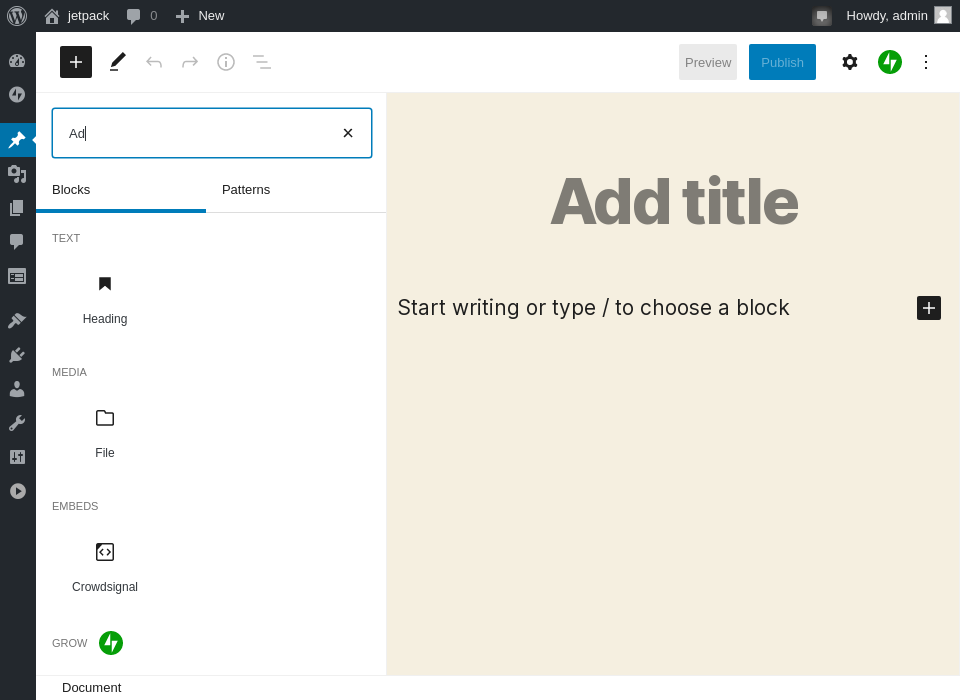 jetpack 0 New Howdy, admin
Preview Publish
Ad
Blocks Patterns
TEXT
Heading
MEDIA
File
EMBEDS
Crowdsignal
GROW
Add title
Start writing or type / to choose a block
Document